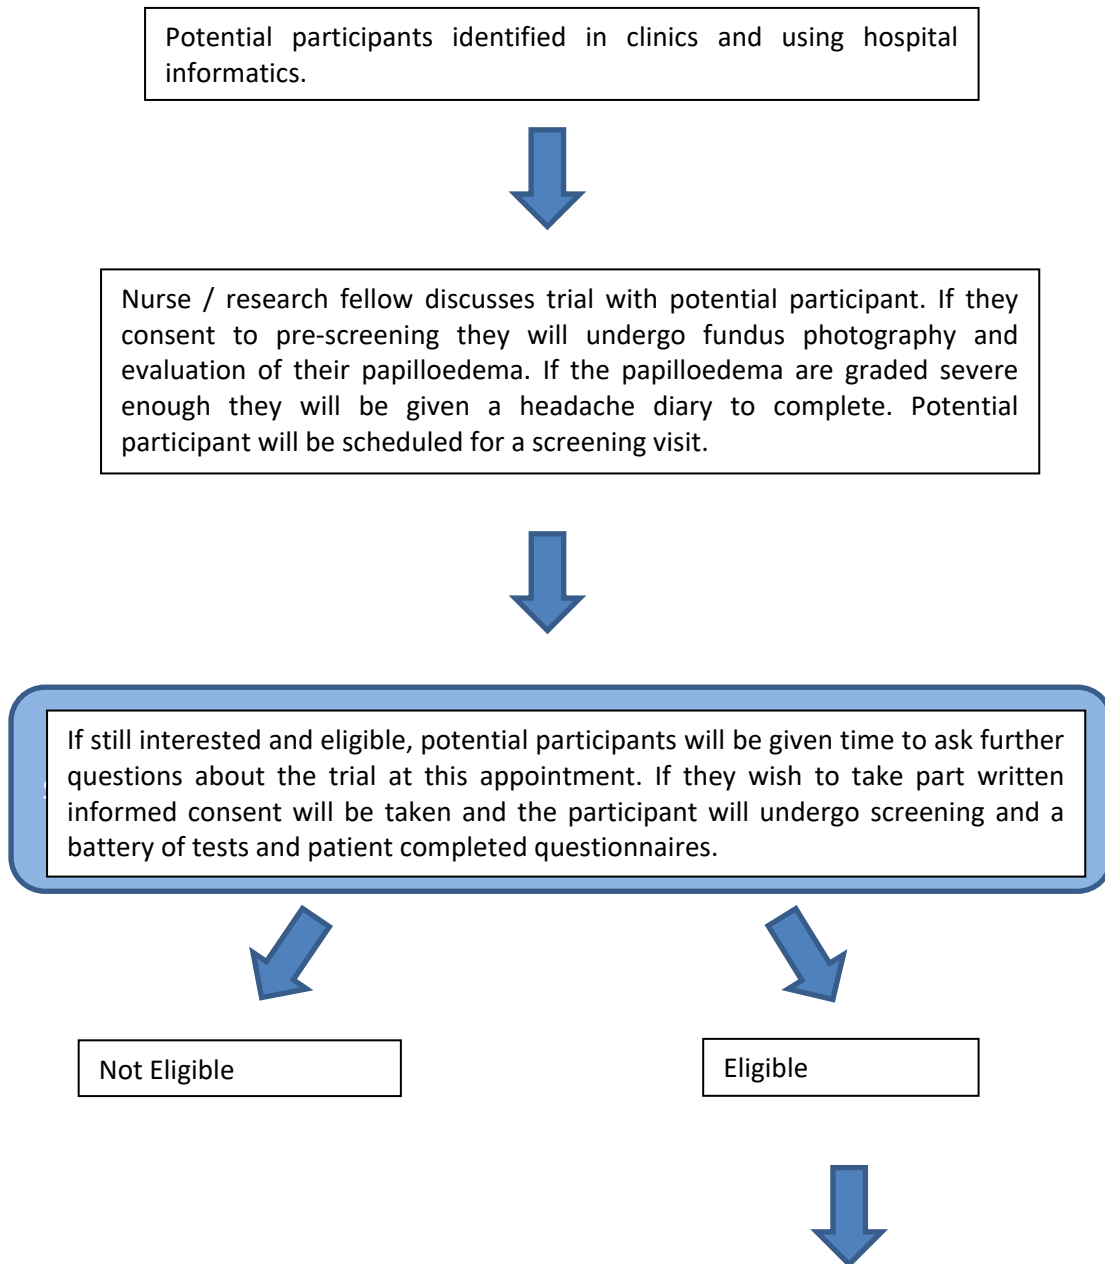 Potential participants identified in clinics and using hospital
informatics.
Nurse / research fellow discusses trial with potential participant. If they
consent to pre-screening they will undergo fundus photography and
evaluation of their papilloedema. If the papilloedema are graded severe
enough they will be given a headache diary to complete. Potential
participant will be scheduled for a screening visit.
If still interested and eligible, potential participants will be given time to ask further
questions about the trial at this appointment. If they wish to take part written
informed consent will be taken and the participant will undergo screening and a
battery of tests and patient completed questionnaires.
Not Eligible
Eligible